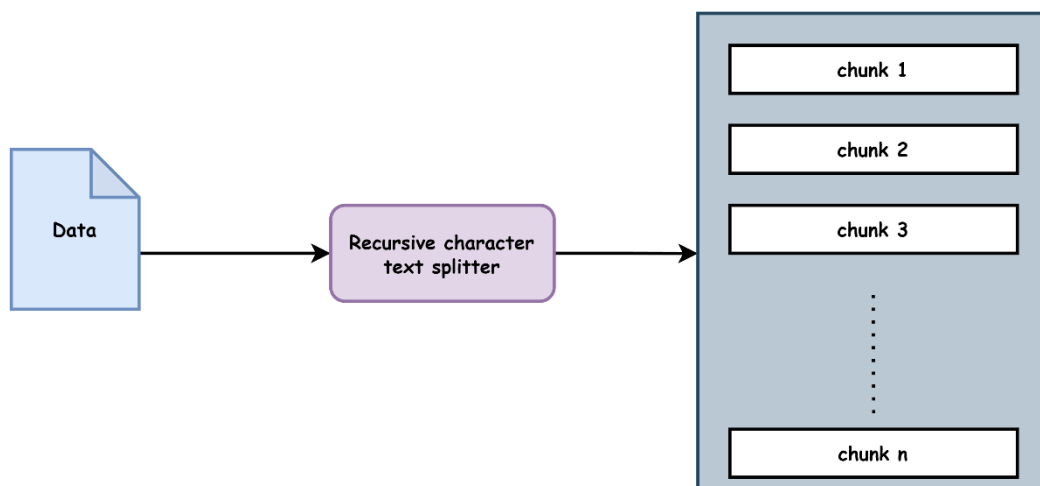 Data
Recursive character
text splitter
chunk 1
chunk 2
chunk 3
chunk n